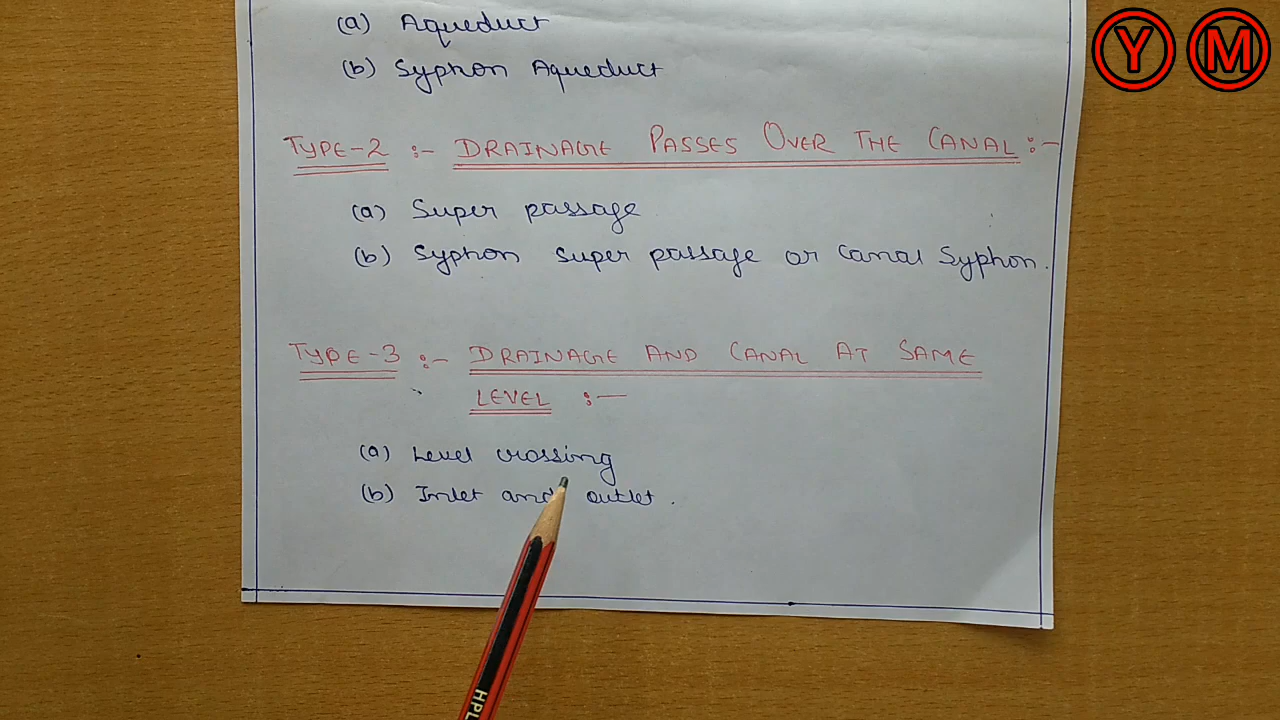 Y M
(a) Aqueduct
(b) Syphon Aqueduct
TYPE-2 :- DRAINAGE PASSES OVER THE CANAL :-
(a) Super passage
(b) Syphon super passage or Canal Syphon.
TYPE-3 :- DRAINAGE AND CANAL AT SAME
LEVEL :-
(a) Level crossing
(b) Inlet and outlet.
HPL